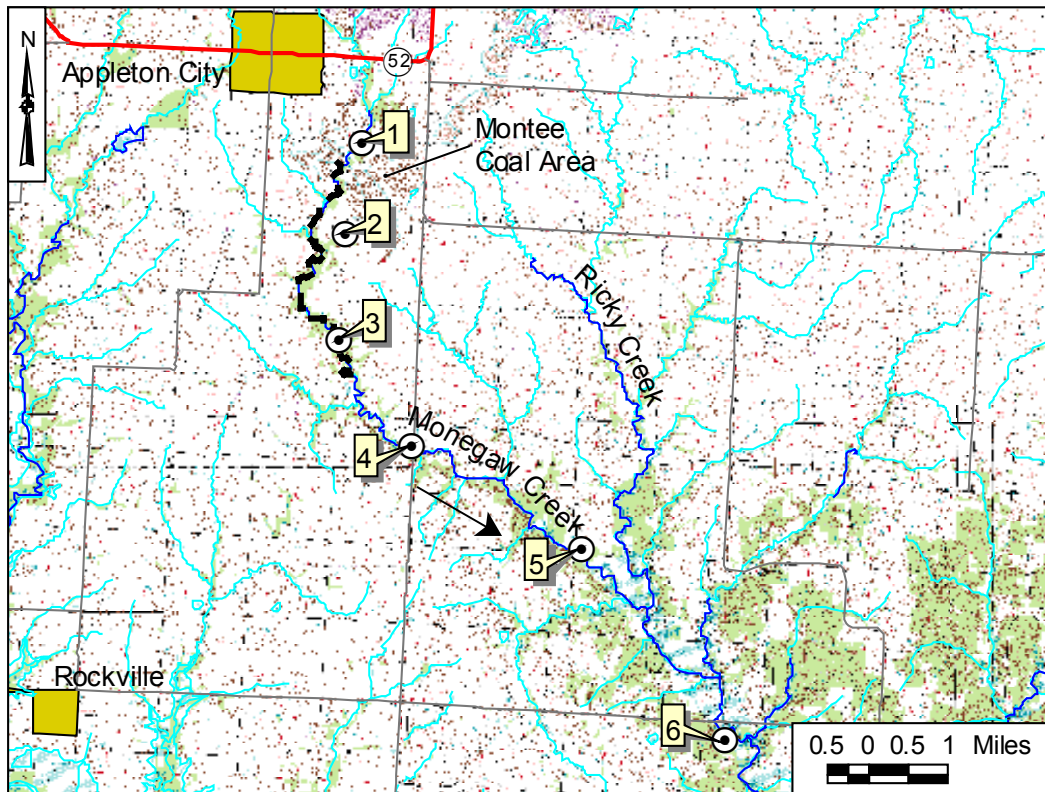 N
52
Appleton City
1
Montee
Coal Area
2
Ricky Creek
3
Monegaw Creek
4
5
Rockville
6
0.5 0 0.5 1 Miles